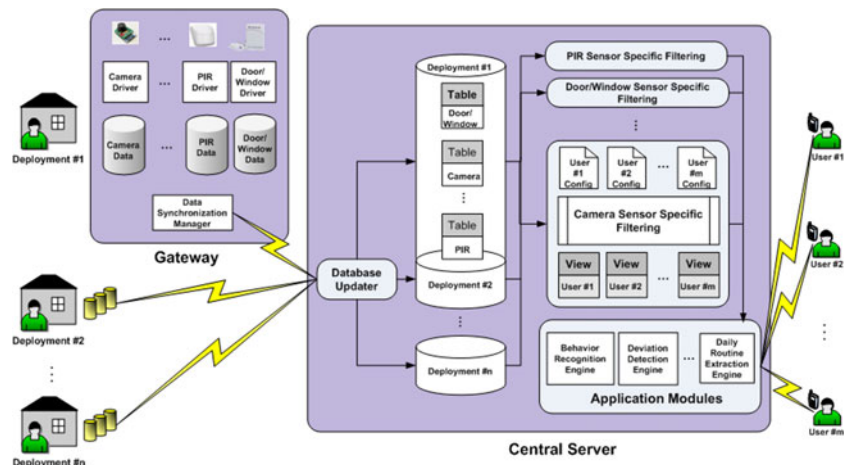 Camera
Driver
...
PIR
Driver
Door/
Window
Driver
Camera
Data
...
PIR
Data
Door/
Window
Data
Data
Synchronization
Manager
Gateway
Deployment #1
Deployment #2
Deployment #n
Database
Updater
Deployment #1
Table
Door/
Window
Table
Camera
Table
PIR
Deployment #2
Deployment #n
PIR Sensor Specific Filtering
Door/Window Sensor Specific
Filtering
User
#1
Config
User
#2
Config
...
User
#m
Config
Camera Sensor Specific
Filtering
View
User #1
View
User #2
...
View
User #m
Behavior
Recognition
Engine
Deviation
Detection
Engine
...
Daily
Routine
Extraction
Engine
Application Modules
Central Server
User #1
User #2
User #m